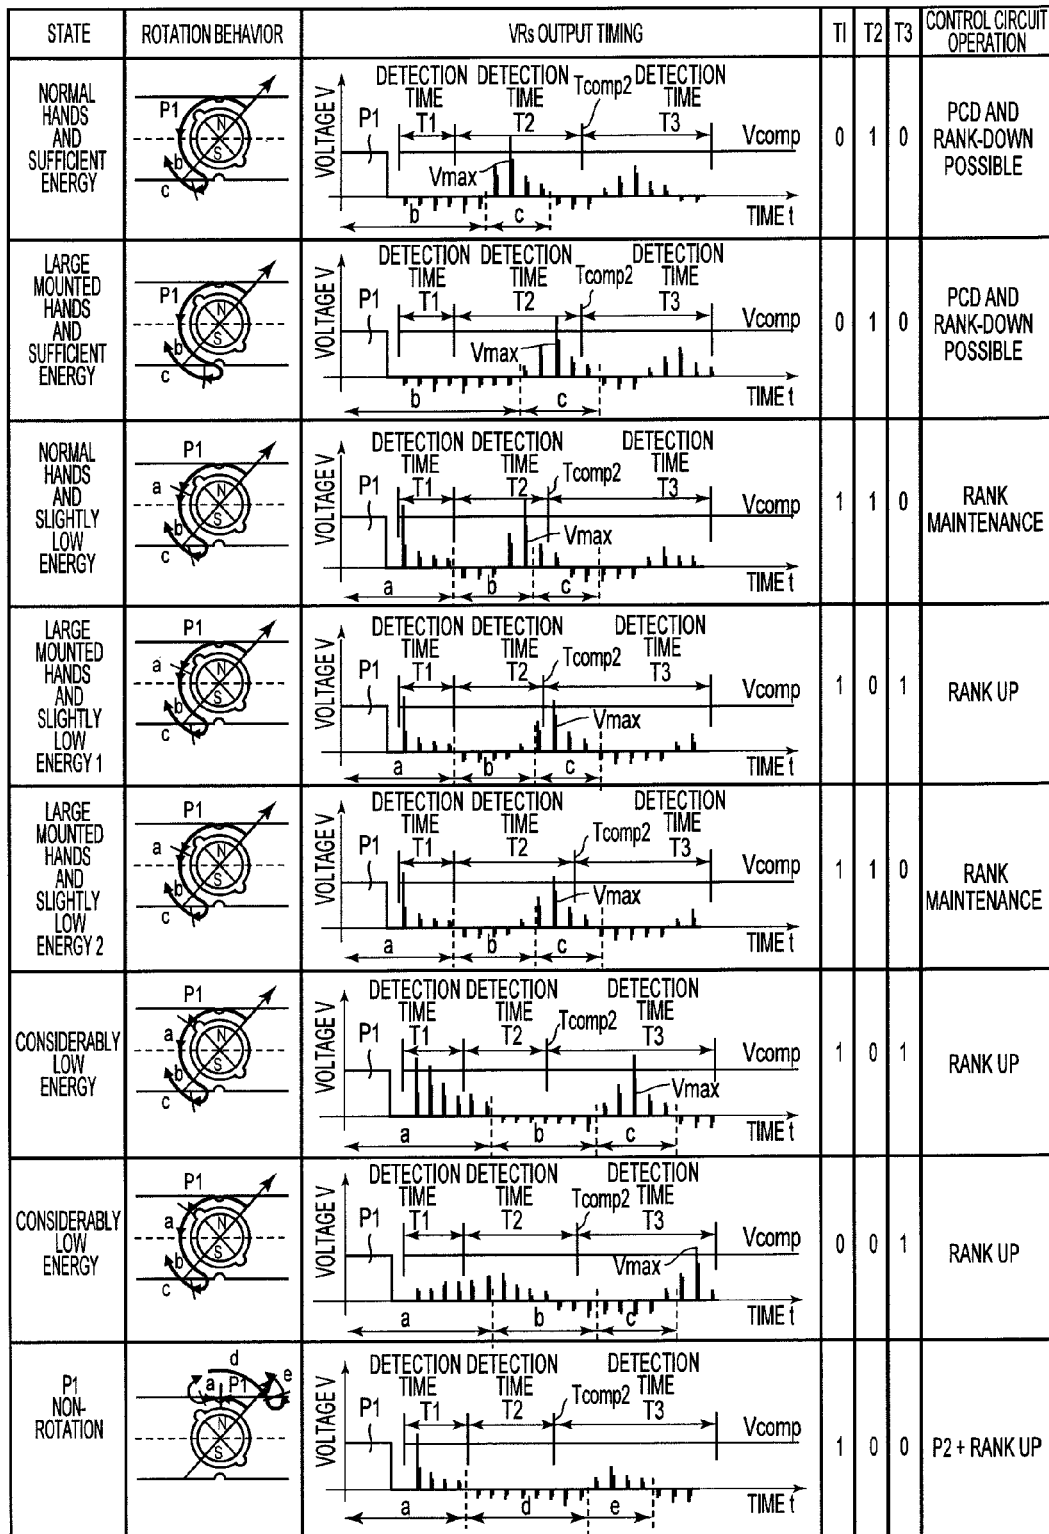 STATE
ROTATION BEHAVIOR
VRs OUTPUT TIMING
T1
T2
T3
CONTROL CIRCUIT
OPERATION
NORMAL
HANDS
AND
SUFFICIENT
ENERGY
P1
N
S
b
c
VOLTAGE V
P1
DETECTION
TIME
T1
DETECTION
TIME
T2
Tcomp2
DETECTION
TIME
T3
Vcomp
Vmax
b
c
TIME t
0
1
0
PCD AND
RANK-DOWN
POSSIBLE
LARGE
MOUNTED
HANDS
AND
SUFFICIENT
ENERGY
P1
N
S
b
c
VOLTAGE V
P1
DETECTION
TIME
T1
DETECTION
TIME
T2
Tcomp2
DETECTION
TIME
T3
Vcomp
Vmax
b
c
TIME t
0
1
0
PCD AND
RANK-DOWN
POSSIBLE
NORMAL
HANDS
AND
SLIGHTLY
LOW
ENERGY
P1
a
N
S
b
c
VOLTAGE V
P1
DETECTION
TIME
T1
DETECTION
TIME
T2
Tcomp2
DETECTION
TIME
T3
Vcomp
Vmax
a
b
c
TIME t
1
1
0
RANK
MAINTENANCE
LARGE
MOUNTED
HANDS
AND
SLIGHTLY
LOW
ENERGY 1
P1
a
N
S
b
c
VOLTAGE V
P1
DETECTION
TIME
T1
DETECTION
TIME
T2
Tcomp2
DETECTION
TIME
T3
Vcomp
Vmax
a
b
c
TIME t
1
0
1
RANK UP
LARGE
MOUNTED
HANDS
AND
SLIGHTLY
LOW
ENERGY 2
P1
a
N
S
b
c
VOLTAGE V
P1
DETECTION
TIME
T1
DETECTION
TIME
T2
Tcomp2
DETECTION
TIME
T3
Vcomp
Vmax
a
b
c
TIME t
1
1
0
RANK
MAINTENANCE
CONSIDERABLY
LOW
ENERGY
P1
a
N
S
b
c
VOLTAGE V
P1
DETECTION
TIME
T1
DETECTION
TIME
T2
Tcomp2
DETECTION
TIME
T3
Vcomp
Vmax
a
b
c
TIME t
1
0
1
RANK UP
CONSIDERABLY
LOW
ENERGY
P1
a
N
S
b
c
VOLTAGE V
P1
DETECTION
TIME
T1
DETECTION
TIME
T2
Tcomp2
DETECTION
TIME
T3
Vcomp
Vmax
a
b
c
TIME t
0
0
1
RANK UP
P1
NON-
ROTATION
d
a
P1
e
N
S
VOLTAGE V
P1
DETECTION
TIME
T1
DETECTION
TIME
T2
Tcomp2
DETECTION
TIME
T3
Vcomp
a
d
e
TIME t
1
0
0
P2 + RANK UP